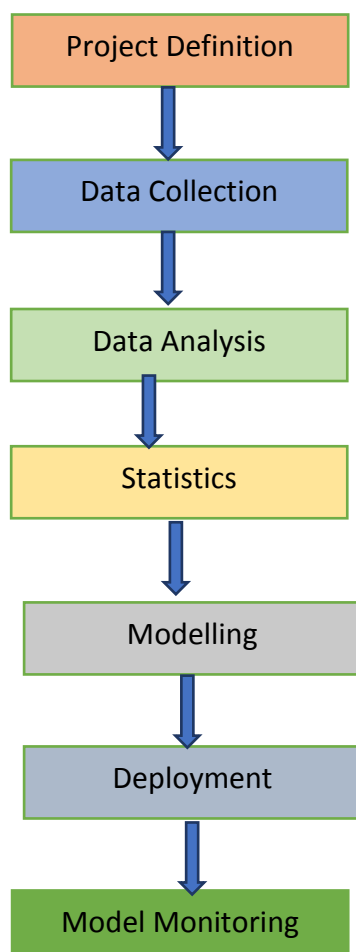 Project Definition
Data Collection
Data Analysis
Statistics
Modelling
Deployment
Model Monitoring